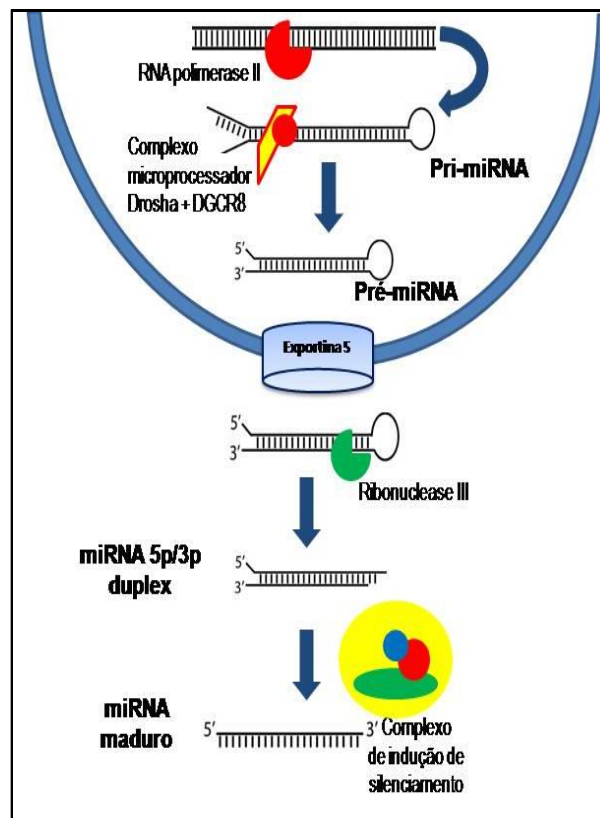 RNA polimerase II
Complexo
microprocessador
Drosha + DGCR8
Pri-miRNA
5’
3’
Pré-miRNA
Exportina 5
5’
3’
Ribonuclease III
miRNA 5p/3p
duplex
5’
3’
miRNA
maduro
5’
3’ Complexo
de indução de
silenciamento